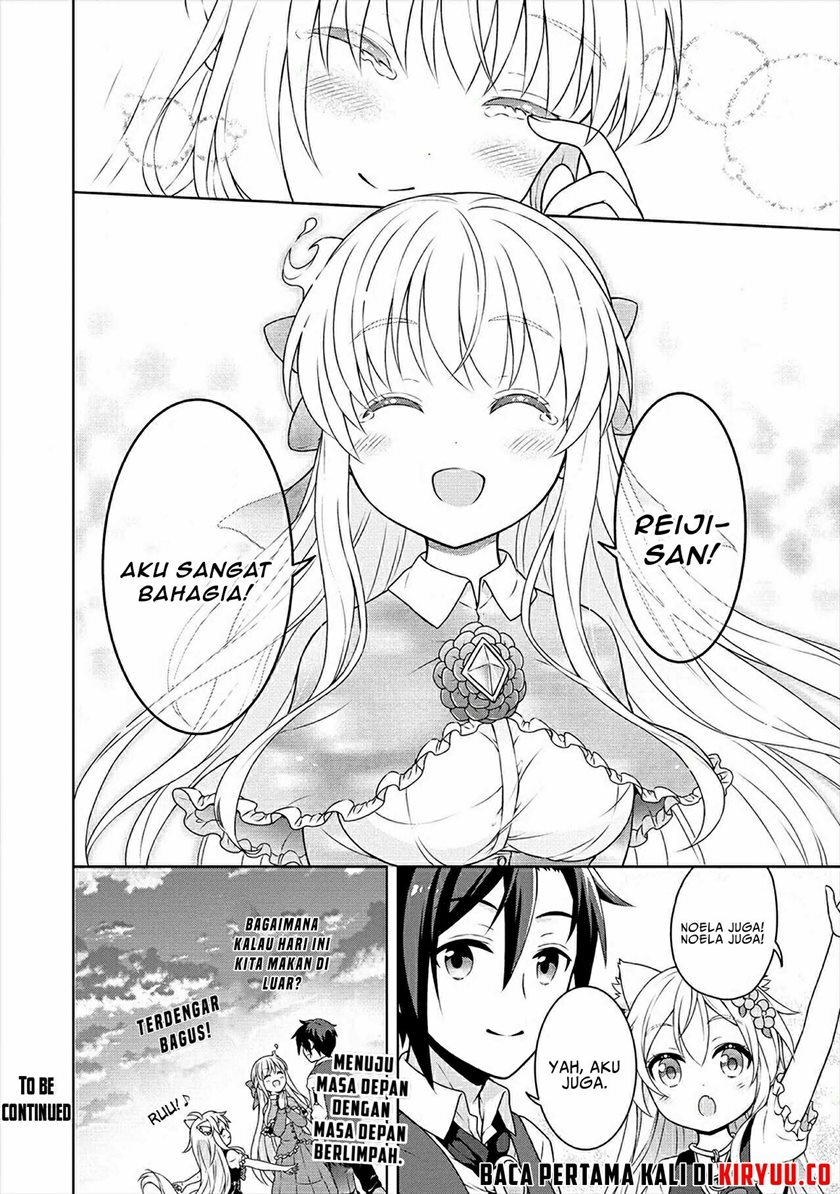 REIJI-
SAN!
AKU SANGAT
BAHAGIA!
NOELA JUGA!
NOELA JUGA!
YAH, AKU
JUGA.
BAGAIMANA
KALAU HARI INI
KITA MAKAN DI
LUAR?
TERDENGAR
BAGUS!
RUU!♪
MENUJU
MASA DEPAN
DENGAN
MASA DEPAN
BERLIMPAH.
TO BE
CONTINUED
BACA PERTAMA KALI DI KIRYUU.CO